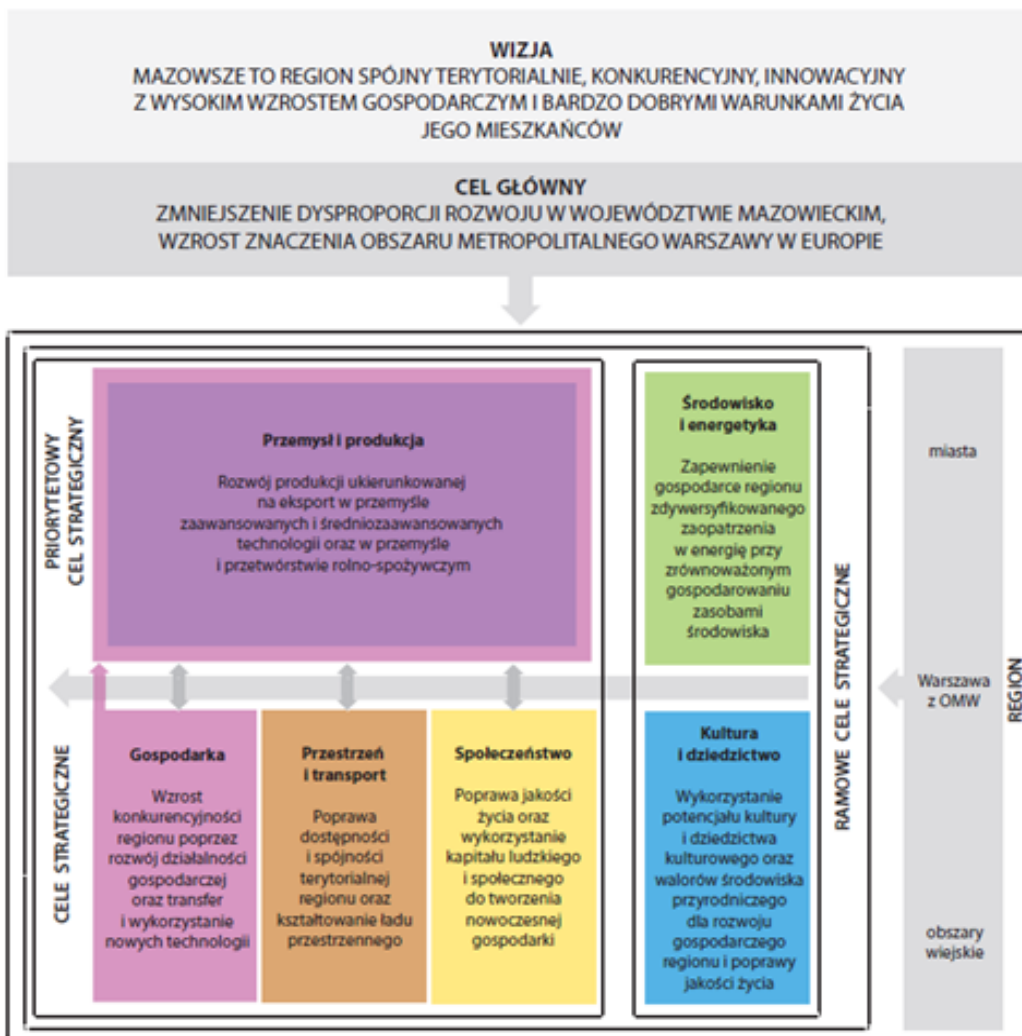 WIZJA
MAZOWSZE TO REGION SPÓJNY TERYTORIALNIE, KONKURENCYJNY, INNOWACYJNY
Z WYSOKIM WZROSTEM GOSPODARCZYM I BARDZO DOBRYMI WARUNKAMI ŻYCIA
JEGO MIESZKAŃCÓW
CEL GŁÓWNY
ZMNIEJSZENIE DYSPROPORCJI ROZWOJU W WOJEWÓDZTWIE MAZOWIECKIM,
WZROST ZNACZENIA OBSZARU METROPOLITALNEGO WARSZAWY W EUROPIE
PRIORYTETOWY
CEL STRATEGICZNY
Przemysł i produkcja
Rozwój produkcji ukierunkowanej
na eksport w przemyśle
zaawansowanych i średniozaawansowanych
technologii oraz w przemyśle
i przetwórstwie rolno-spożywczym
Środowisko
i energetyka
Zapewnienie
gospodarce regionu
zdywersyfikowanego
zaopatrzenia
w energię przy
zrównoważonym
gospodarowaniu
zasobami
środowiska
CELE STRATEGICZNE
Gospodarka
Wzrost
konkurencyjności
regionu poprzez
rozwój działalności
gospodarczej
oraz transfer
i wykorzystanie
nowych technologii
Przestrzeń
i transport
Poprawa
dostępności
i spójności
terytorialnej
regionu oraz
kształtowanie ładu
przestrzennego
Społeczeństwo
Poprawa jakości
życia oraz
wykorzystanie
kapitału ludzkiego
i społecznego
do tworzenia
nowoczesnej
gospodarki
Kultura
i dziedzictwo
Wykorzystanie
potencjału kultury
i dziedzictwa
kulturowego oraz
walorów środowiska
przyrodniczego
dla rozwoju
gospodarczego
regionu i poprawy
jakości życia
RAMOWE CELE STRATEGICZNE
miasta
Warszawa
z OMW
obszary
wiejskie
REGION